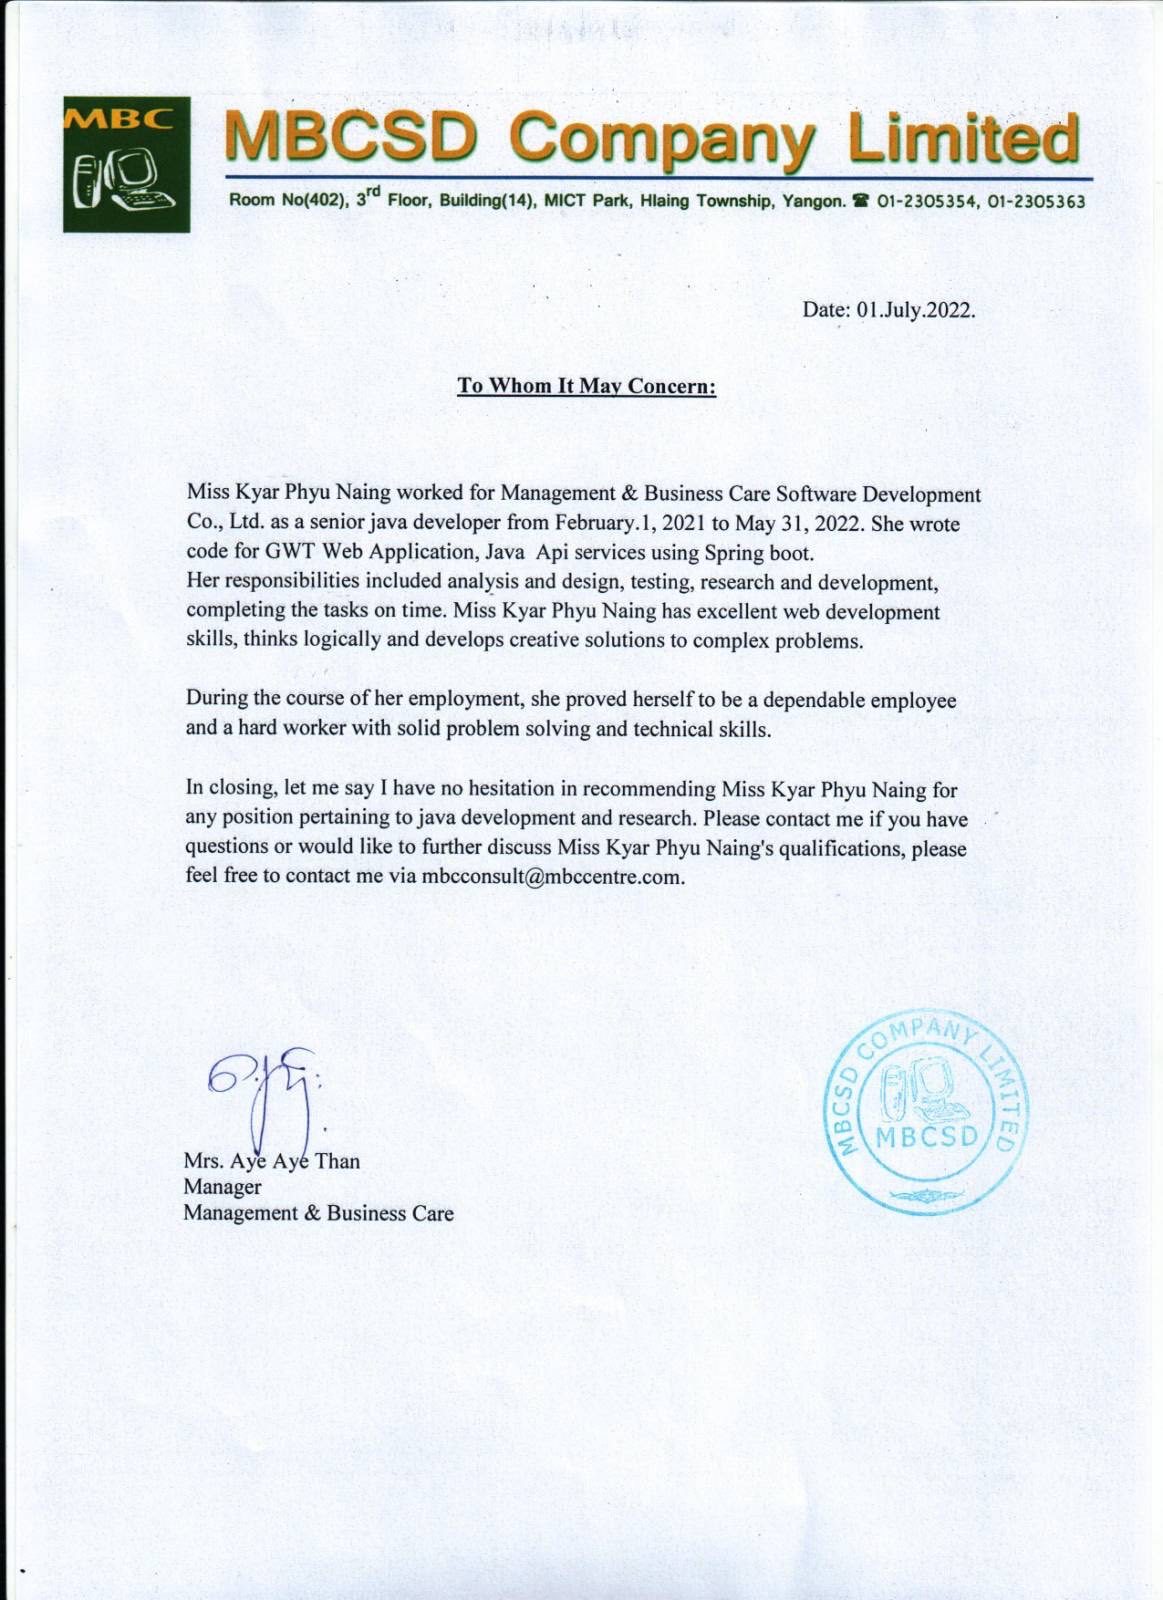 MBC
MBCSD Company Limited
Room No(402), 3rd Floor, Building(14), MICT Park, Hlaing Township, Yangon. ☎ 01-2305354, 01-2305363
Date: 01.July.2022.
To Whom It May Concern:
Miss Kyar Phyu Naing worked for Management & Business Care Software Development
Co., Ltd. as a senior java developer from February.1, 2021 to May 31, 2022. She wrote
code for GWT Web Application, Java  Api services using Spring boot.
Her responsibilities included analysis and design, testing, research and development,
completing the tasks on time. Miss Kyar Phyu Naing has excellent web development
skills, thinks logically and develops creative solutions to complex problems.
During the course of her employment, she proved herself to be a dependable employee
and a hard worker with solid problem solving and technical skills.
In closing, let me say I have no hesitation in recommending Miss Kyar Phyu Naing for
any position pertaining to java development and research. Please contact me if you have
questions or would like to further discuss Miss Kyar Phyu Naing's qualifications, please
feel free to contact me via mbcconsult@mbccentre.com.
Mrs. Aye Aye Than
Manager
Management & Business Care
MBCSD COMPANY LIMITED
MBCSD